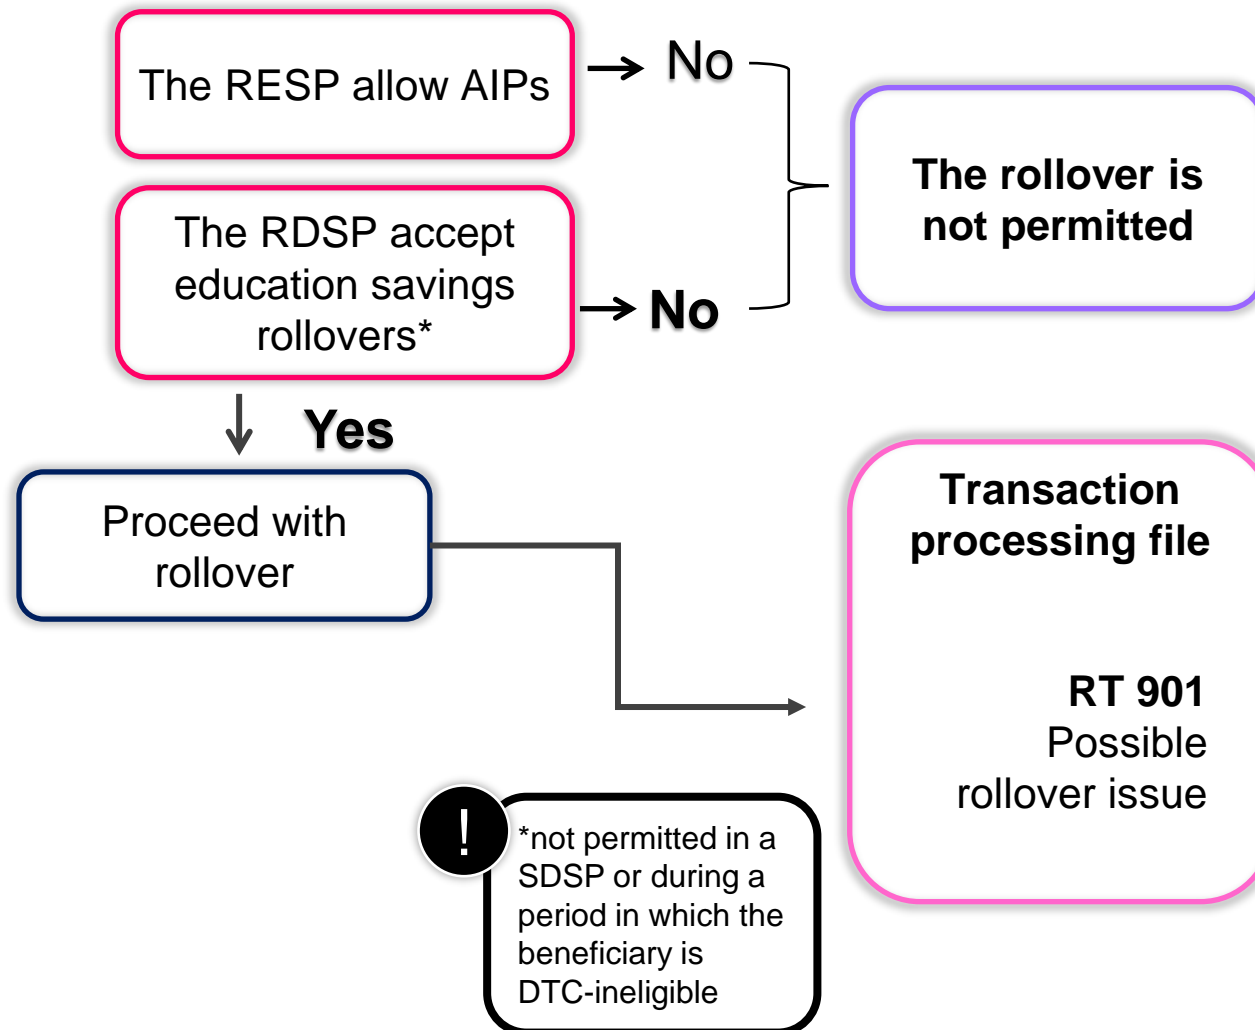 The RESP allow AIPs
No
The RDSP accept
education savings
rollovers*
No
The rollover is
not permitted
Yes
Proceed with
rollover
Transaction
processing file
RT 901
Possible
rollover issue
!
*not permitted in a
SDSP or during a
period in which the
beneficiary is
DTC-ineligible